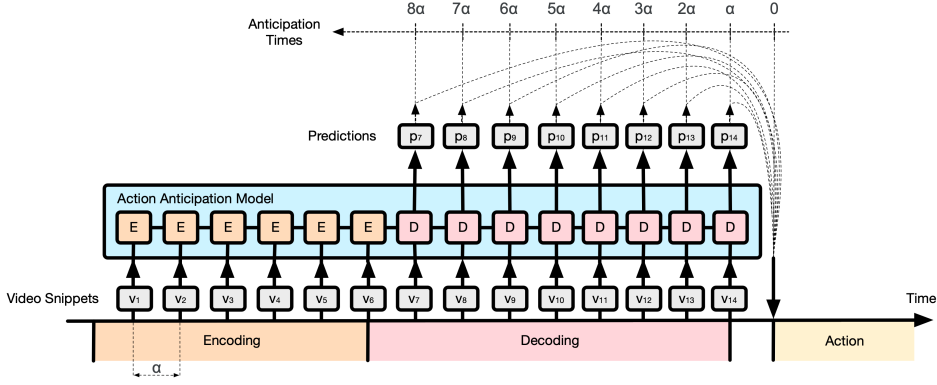 8α 7α 6α 5α 4α 3α 2α α 0
Anticipation
Times
Predictions p7 p8 p9 p10 p11 p12 p13 p14
Action Anticipation Model
E E E E E E D D D D D D D D
Video Snippets v1 v2 v3 v4 v5 v6 v7 v8 v9 v10 v11 v12 v13 v14
Time
Encoding Decoding Action
α